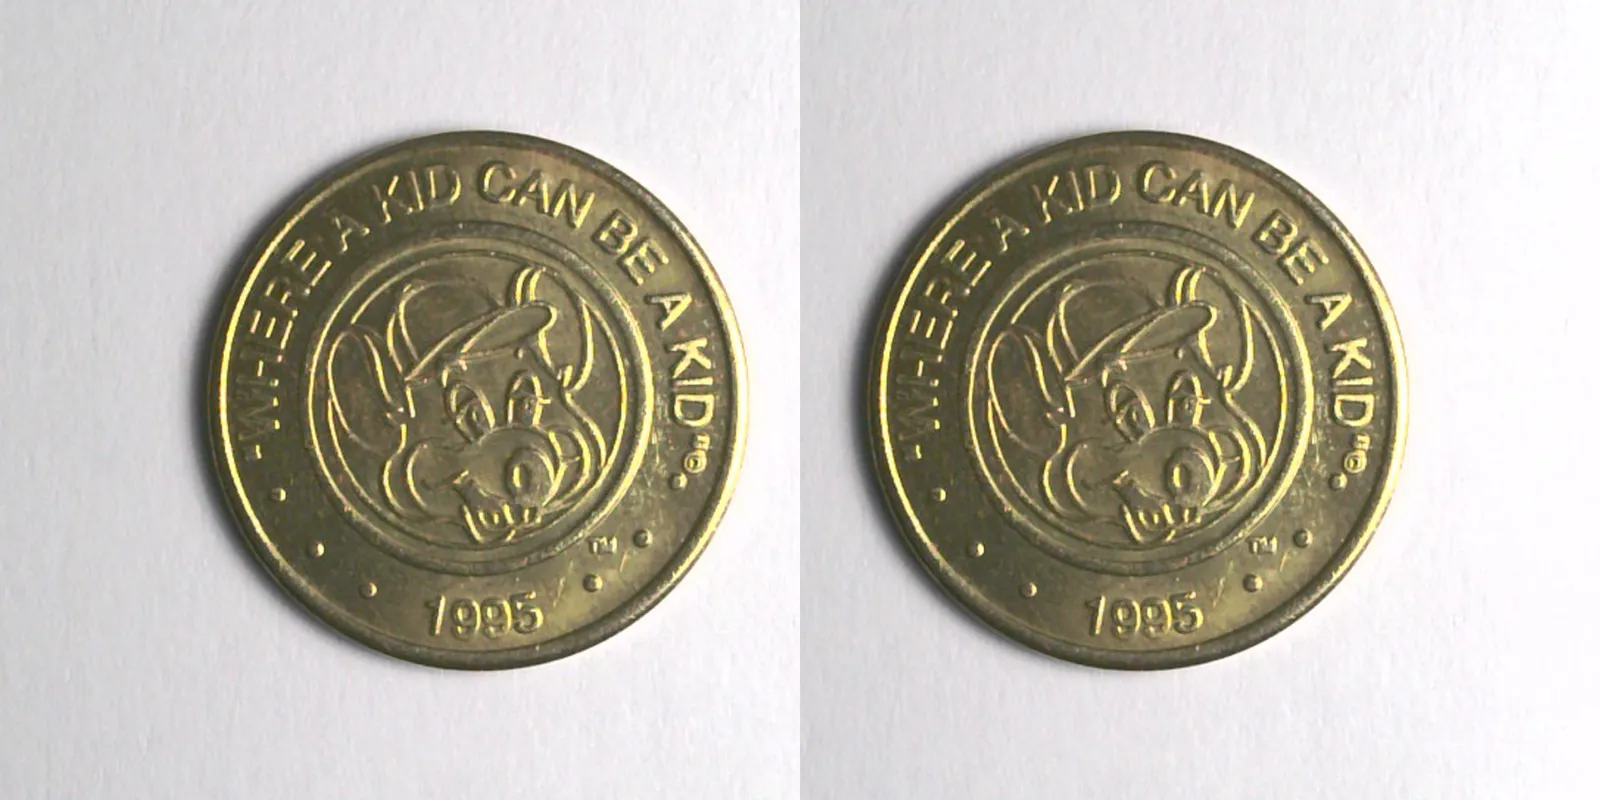 "WHERE A KID CAN BE A KID"®
TM
1995
"WHERE A KID CAN BE A KID"®
TM
1995